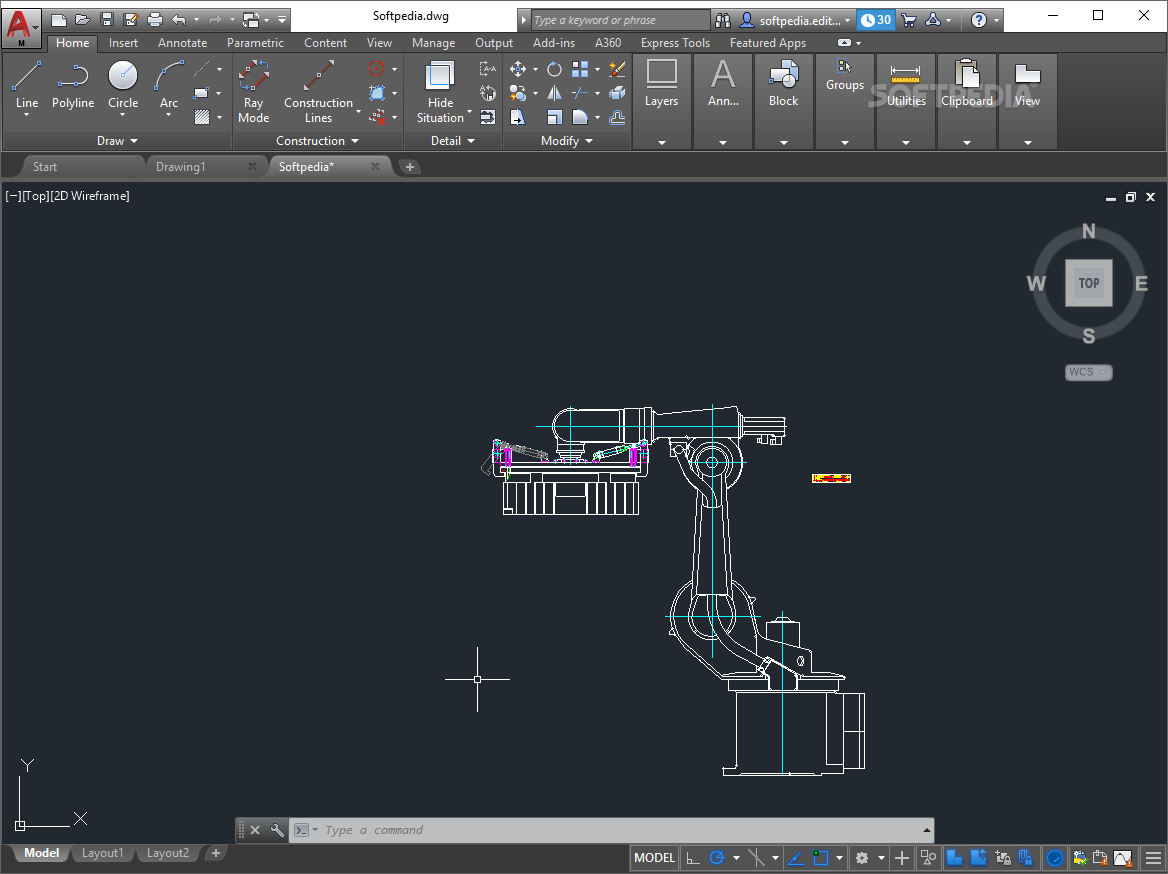 Softpedia.dwg
Type a keyword or phrase
softpedia.edit...
30
?
A
M
Home
Insert
Annotate
Parametric
Content
View
Manage
Output
Add-ins
A360
Express Tools
Featured Apps
Line
Polyline
Circle
Arc
Ray
Mode
Construction
Lines
Hide
Situation
Layers
A
Ann...
Block
Groups
Utilities
Clipboard
View
SOFTPEDIA
Draw
Construction
Detail
Modify
Start
Drawing1
Softpedia*
[−][Top][2D Wireframe]
N
W
TOP
E
S
WCS
Y
X
Type a command
Model
Layout1
Layout2
MODEL